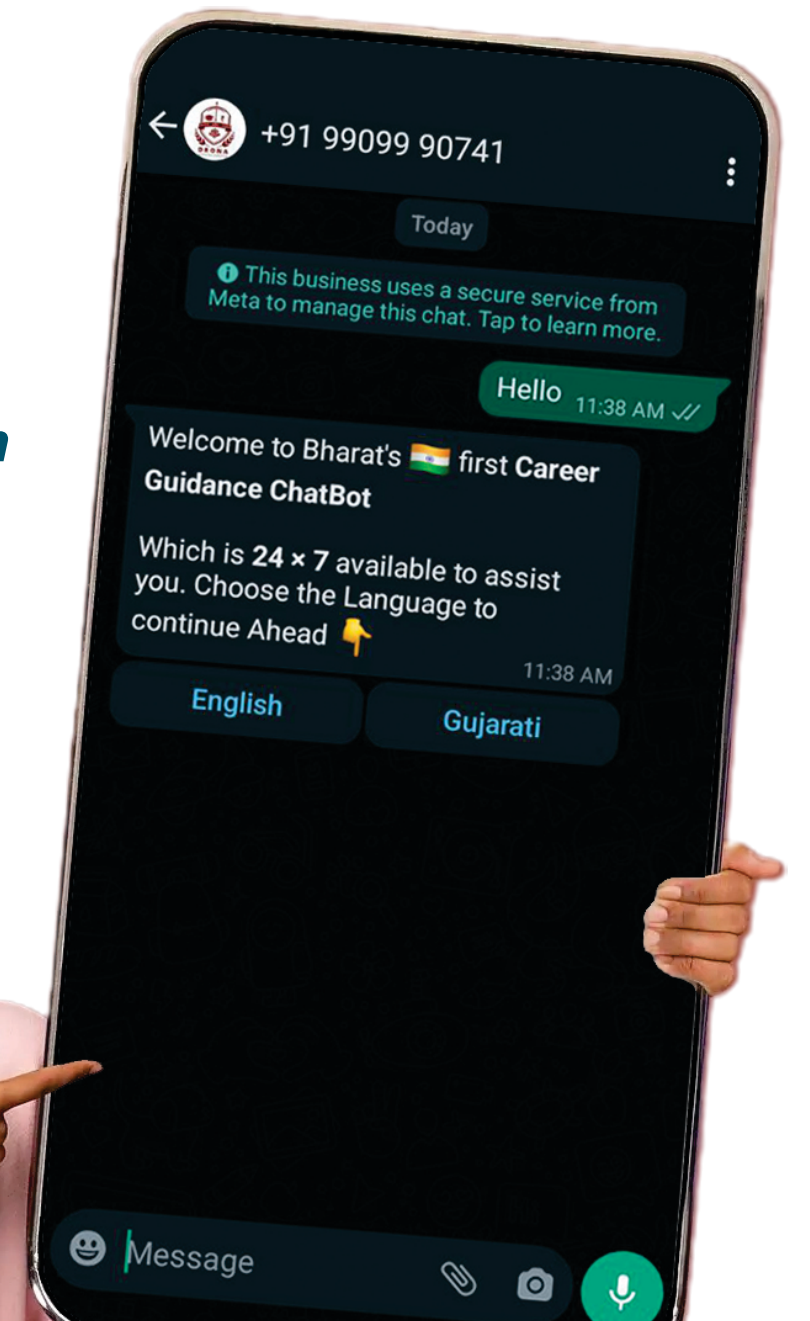 DRONA
+91 99099 90741
Today
This business uses a secure service from
Meta to manage this chat. Tap to learn more.
Hello 11:38 AM
Welcome to Bharat's 🇮🇳 first Career
Guidance ChatBot
Which is 24 × 7 available to assist
you. Choose the Language to
continue Ahead 👇
11:38 AM
English Gujarati
Message